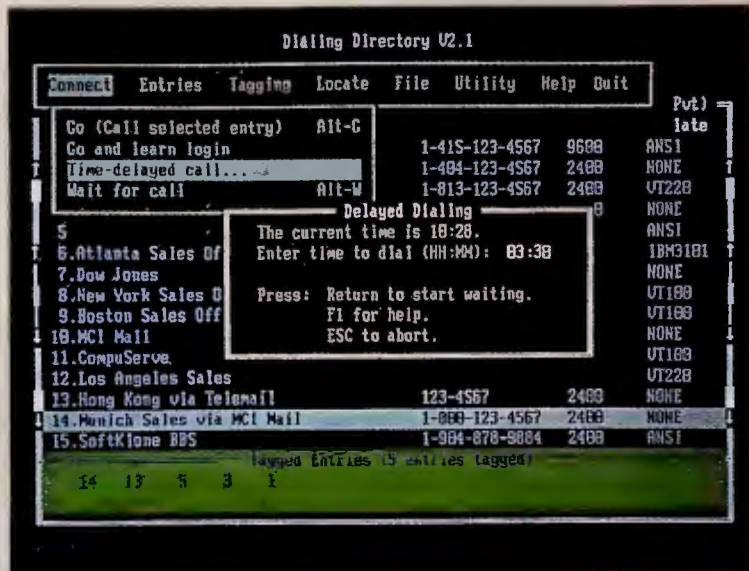 Dialing Directory V2.1
Connect Entries Tagging Locate File Utility Help Quit
Put)
late
Go (Call selected entry) Alt-G
Go and learn login
Time-delayed call...
Wait for call Alt-W
1-415-123-4567 9600 ANSI
1-404-123-4567 2400 NONE
1-813-123-4567 2400 VT220
0 NONE
Delayed Dialing
The current time is 10:28.
Enter time to dial (HH:MM): 03:30
Press: Return to start waiting.
F1 for help.
ESC to abort.
5 ANSI
6.Atlanta Sales Of IBM3101
7.Dow Jones NONE
8.New York Sales O VT100
9.Boston Sales Off VT100
10.MCI Mail NONE
11.CompuServe VT100
12.Los Angeles Sales VT220
13.Hong Kong via Telemail 123-4567 2400 NONE
14.Munich Sales via MCI Mail 1-800-123-4567 2400 NONE
15.SoftKlone BBS 1-904-878-9884 2400 ANSI
Tagged Entries (5 entries tagged)
14 13 5 3 1